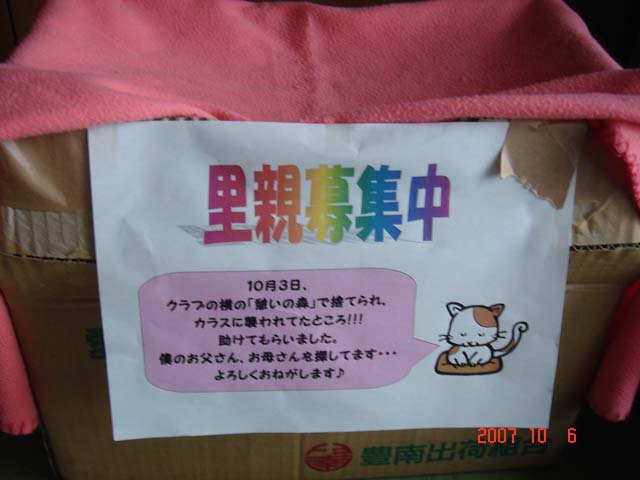 里親募集中
10月3日、
クラブの横の「憩いの森」で捨てられ、
カラスに襲われてたところ!!!
助けてもらいました。
僕のお父さん、お母さんを探してます・・・
よろしくおねがします♪
豊南出荷組合
2007 10 6